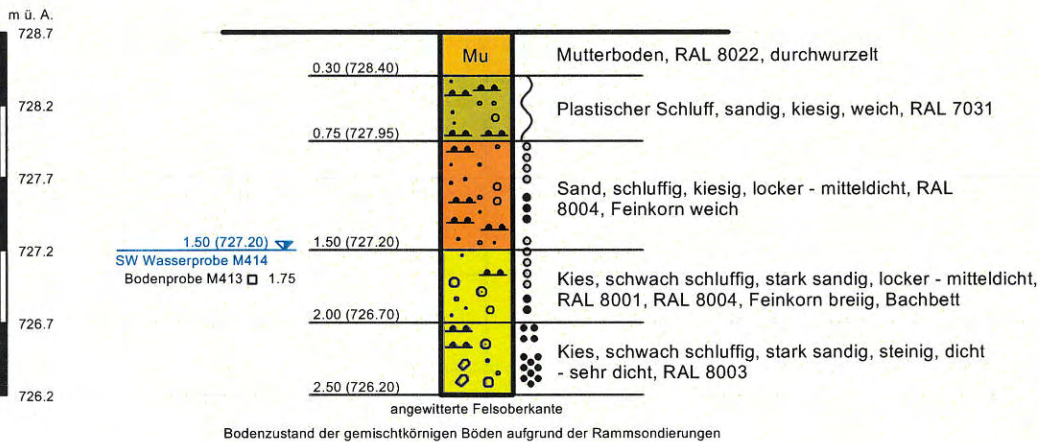 m ü. A.
728.7
728.2
727.7
727.2
726.7
726.2
Mu
Mutterboden, RAL 8022, durchwurzelt
0.30 (728.40)
Plastischer Schluff, sandig, kiesig, weich, RAL 7031
0.75 (727.95)
Sand, schluffig, kiesig, locker - mitteldicht, RAL
8004, Feinkorn weich
1.50 (727.20)
1.50 (727.20)
SW Wasserprobe M414
Bodenprobe M413 1.75
Kies, schwach schluffig, stark sandig, locker - mitteldicht,
RAL 8001, RAL 8004, Feinkorn breiig, Bachbett
2.00 (726.70)
Kies, schwach schluffig, stark sandig, steinig, dicht
- sehr dicht, RAL 8003
2.50 (726.20)
angewitterte Felsoberkante
Bodenzustand der gemischtkörnigen Böden aufgrund der Rammsondierungen